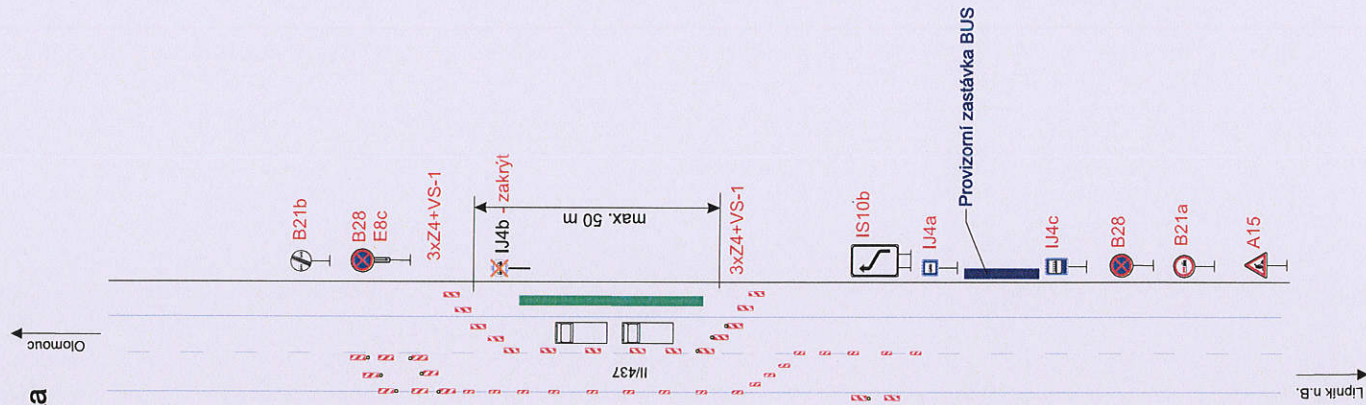 a
Olomouc
B21b
B28
E8c
3xZ4+VS-1
IJ4b - zakrýt
max. 50 m
II/437
3xZ4+VS-1
IS10b
IJ4a
Provizorní zastávka BUS
IJ4c
B28
B21a
A15
Lipník n.B.